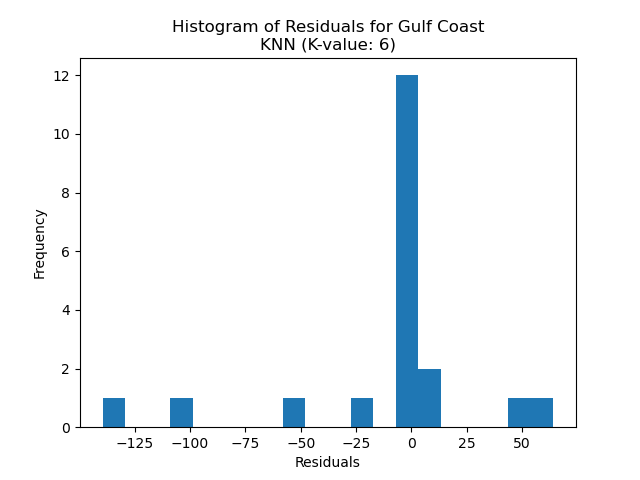 Histogram of Residuals for Gulf Coast
KNN (K-value: 6)
12
10
8
6
4
2
0
Frequency
−125 −100 −75 −50 −25 0 25 50
Residuals